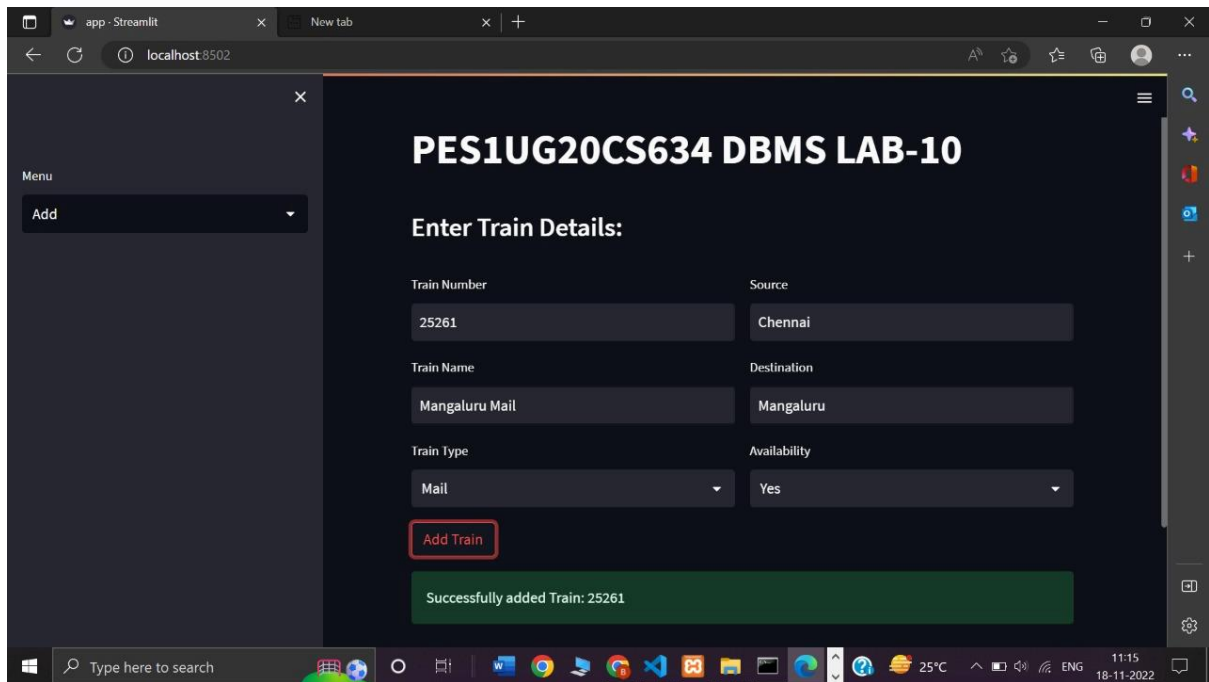 app · Streamlit
New tab
localhost:8502
Menu
Add
PES1UG20CS634 DBMS LAB-10
Enter Train Details:
Train Number
Source
25261
Chennai
Train Name
Destination
Mangaluru Mail
Mangaluru
Train Type
Availability
Mail
Yes
Add Train
Successfully added Train: 25261
Type here to search
25°C
ENG
11:15
18-11-2022